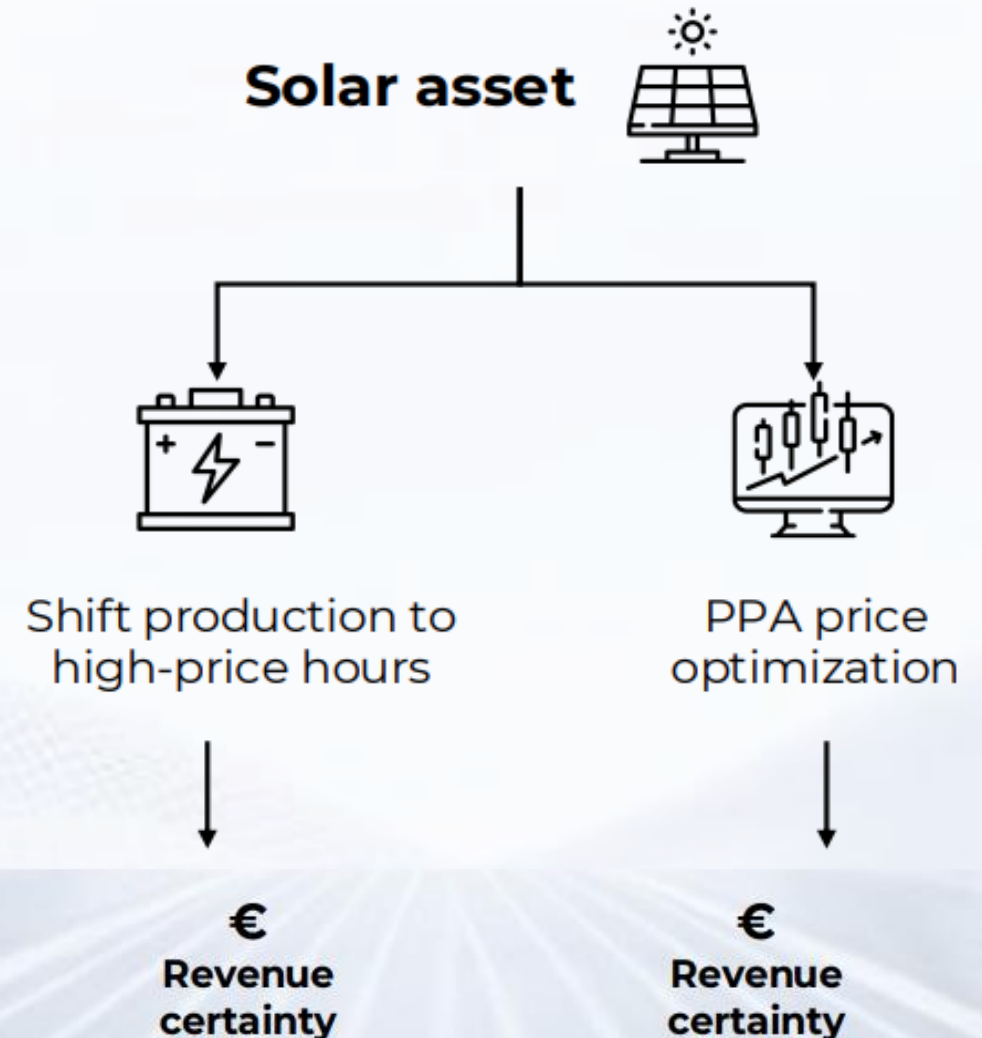 Solar asset
+ −
Shift production to
high-price hours
PPA price
optimization
€
Revenue
certainty
€
Revenue
certainty